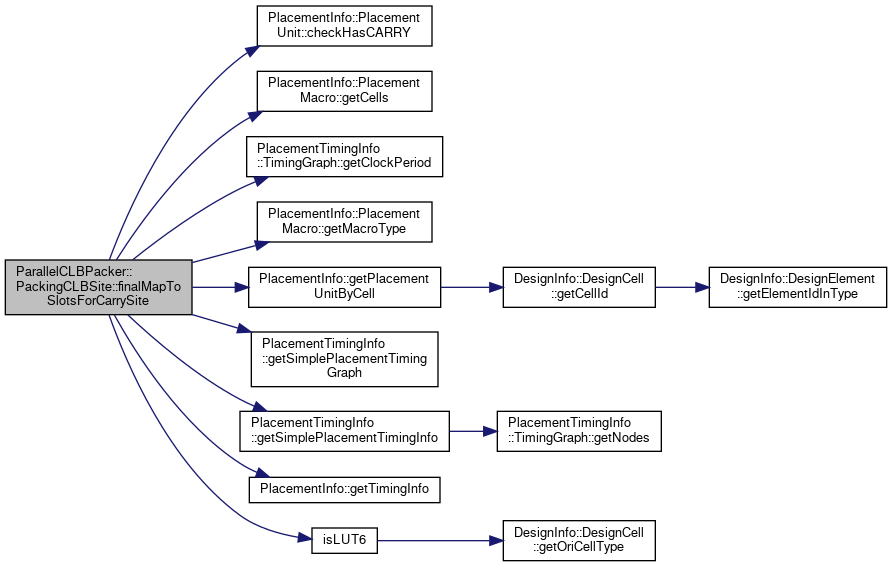 PlacementInfo::Placement
Unit::checkHasCARRY
PlacementInfo::Placement
Macro::getCells
PlacementTimingInfo
::TimingGraph::getClockPeriod
PlacementInfo::Placement
Macro::getMacroType
ParallelCLBPacker::
PackingCLBSite::finalMapTo
SlotsForCarrySite
PlacementInfo::getPlacement
UnitByCell
DesignInfo::DesignCell
::getCellId
DesignInfo::DesignElement
::getElementIdInType
PlacementTimingInfo
::getSimplePlacementTiming
Graph
PlacementTimingInfo
::getSimplePlacementTimingInfo
PlacementTimingInfo
::TimingGraph::getNodes
PlacementInfo::getTimingInfo
isLUT6
DesignInfo::DesignCell
::getOriCellType